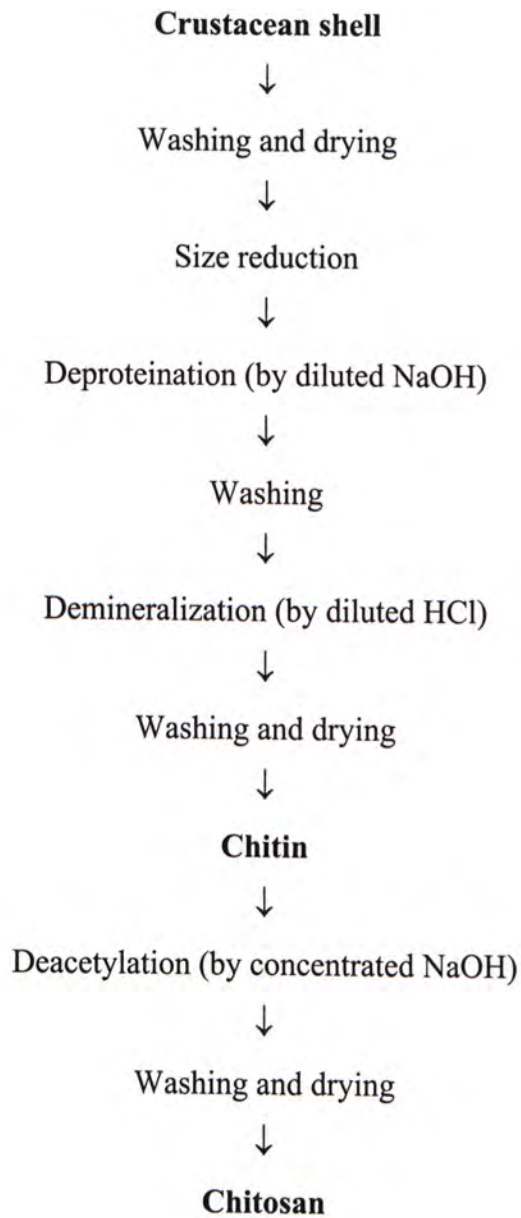 Crustacean shell
↓
Washing and drying
↓
Size reduction
↓
Deproteination (by diluted NaOH)
↓
Washing
↓
Demineralization (by diluted HCl)
↓
Washing and drying
↓
Chitin
↓
Deacetylation (by concentrated NaOH)
↓
Washing and drying
↓
Chitosan